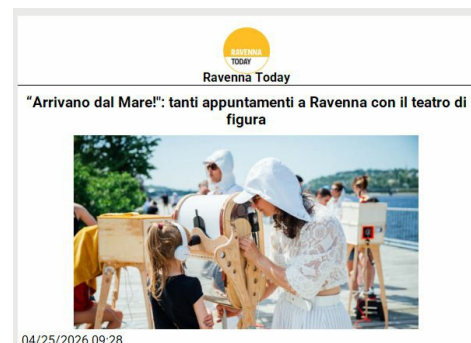 RAVENNA
TODAY
Ravenna Today
“Arrivano dal Mare!": tanti appuntamenti a Ravenna con il teatro di
figura
04/25/2026 09:28